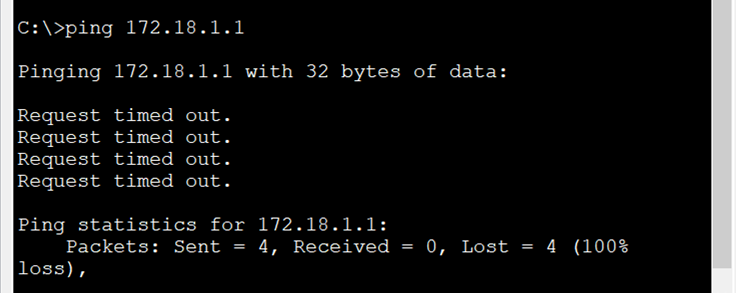 C:\>ping 172.18.1.1
Pinging 172.18.1.1 with 32 bytes of data:
Request timed out.
Request timed out.
Request timed out.
Request timed out.
Ping statistics for 172.18.1.1:
    Packets: Sent = 4, Received = 0, Lost = 4 (100%
loss),